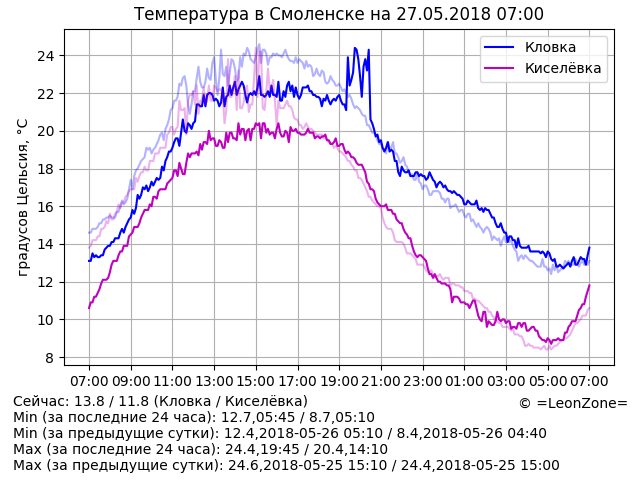 Температура в Смоленске на 27.05.2018 07:00
градусов Цельсия, °C
24
22
20
18
16
14
12
10
8
Кловка
Киселёвка
07:00 09:00 11:00 13:00 15:00 17:00 19:00 21:00 23:00 01:00 03:00 05:00 07:00
Сейчас: 13.8 / 11.8 (Кловка / Киселёвка)
© =LeonZone=
Min (за последние 24 часа): 12.7,05:45 / 8.7,05:10
Min (за предыдущие сутки): 12.4,2018-05-26 05:10 / 8.4,2018-05-26 04:40
Max (за последние 24 часа): 24.4,19:45 / 20.4,14:10
Max (за предыдущие сутки): 24.6,2018-05-25 15:10 / 24.4,2018-05-25 15:00